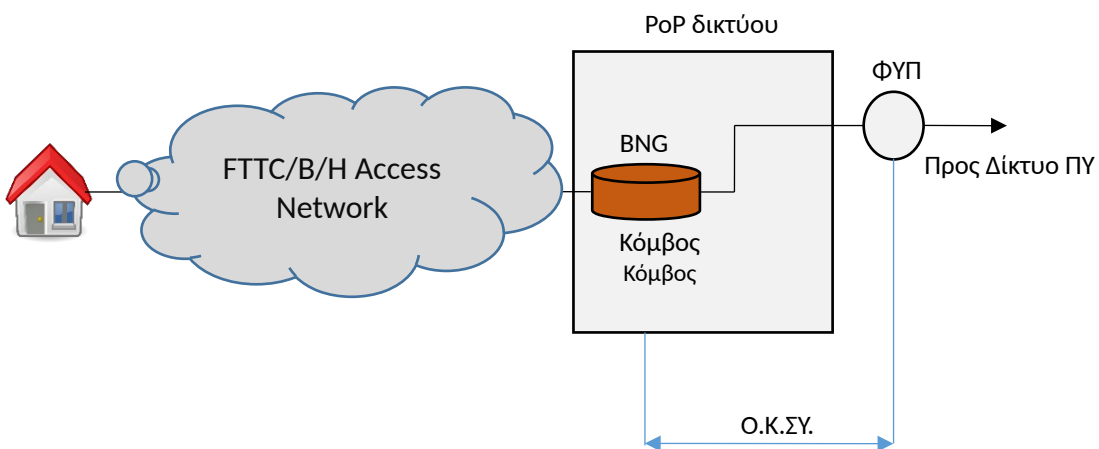 PoP δικτύου
ΦΥΠ
BNG
FTTC/B/H Access
Network
Προς Δίκτυο ΠΥ
Κόμβος
Κόμβος
Ο.Κ.ΣΥ.